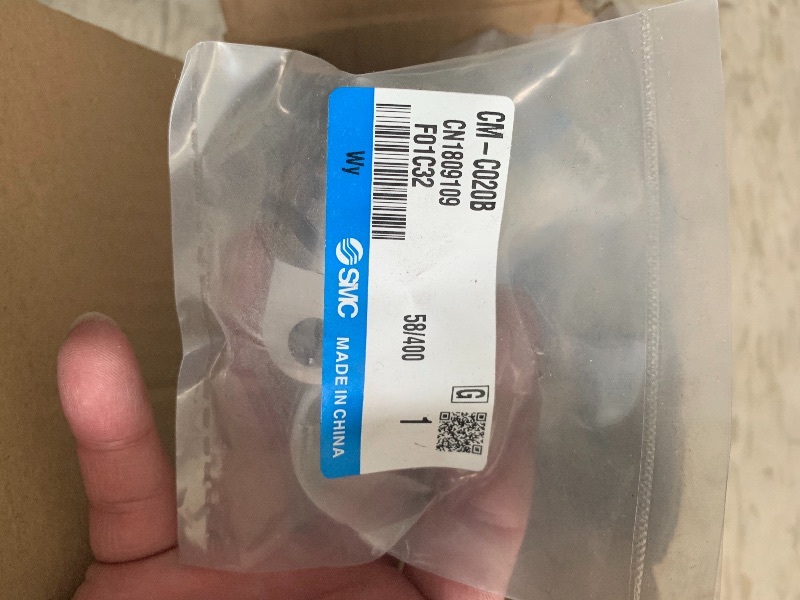 CM-C020B
CN1809109
F01C32
58/400
G
1
Wy
SMC MADE IN CHINA